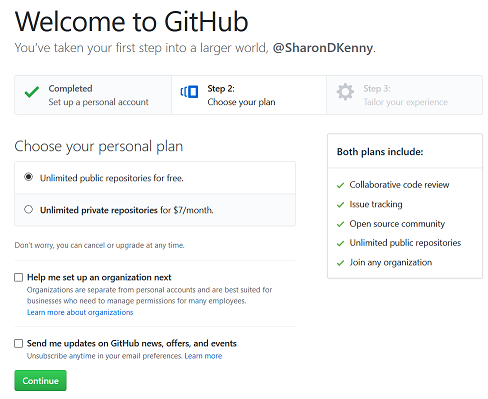 Welcome to GitHub
You've taken your first step into a larger world, @SharonDKenny.
Completed
Set up a personal account
Step 2:
Choose your plan
Step 3:
Tailor your experience
Choose your personal plan
Unlimited public repositories for free.
Unlimited private repositories for $7/month.
Don't worry, you can cancel or upgrade at any time.
Help me set up an organization next
Organizations are separate from personal accounts and are best suited for
businesses who need to manage permissions for many employees.
Learn more about organizations
Send me updates on GitHub news, offers, and events
Unsubscribe anytime in your email preferences. Learn more
Continue
Both plans include:
Collaborative code review
Issue tracking
Open source community
Unlimited public repositories
Join any organization